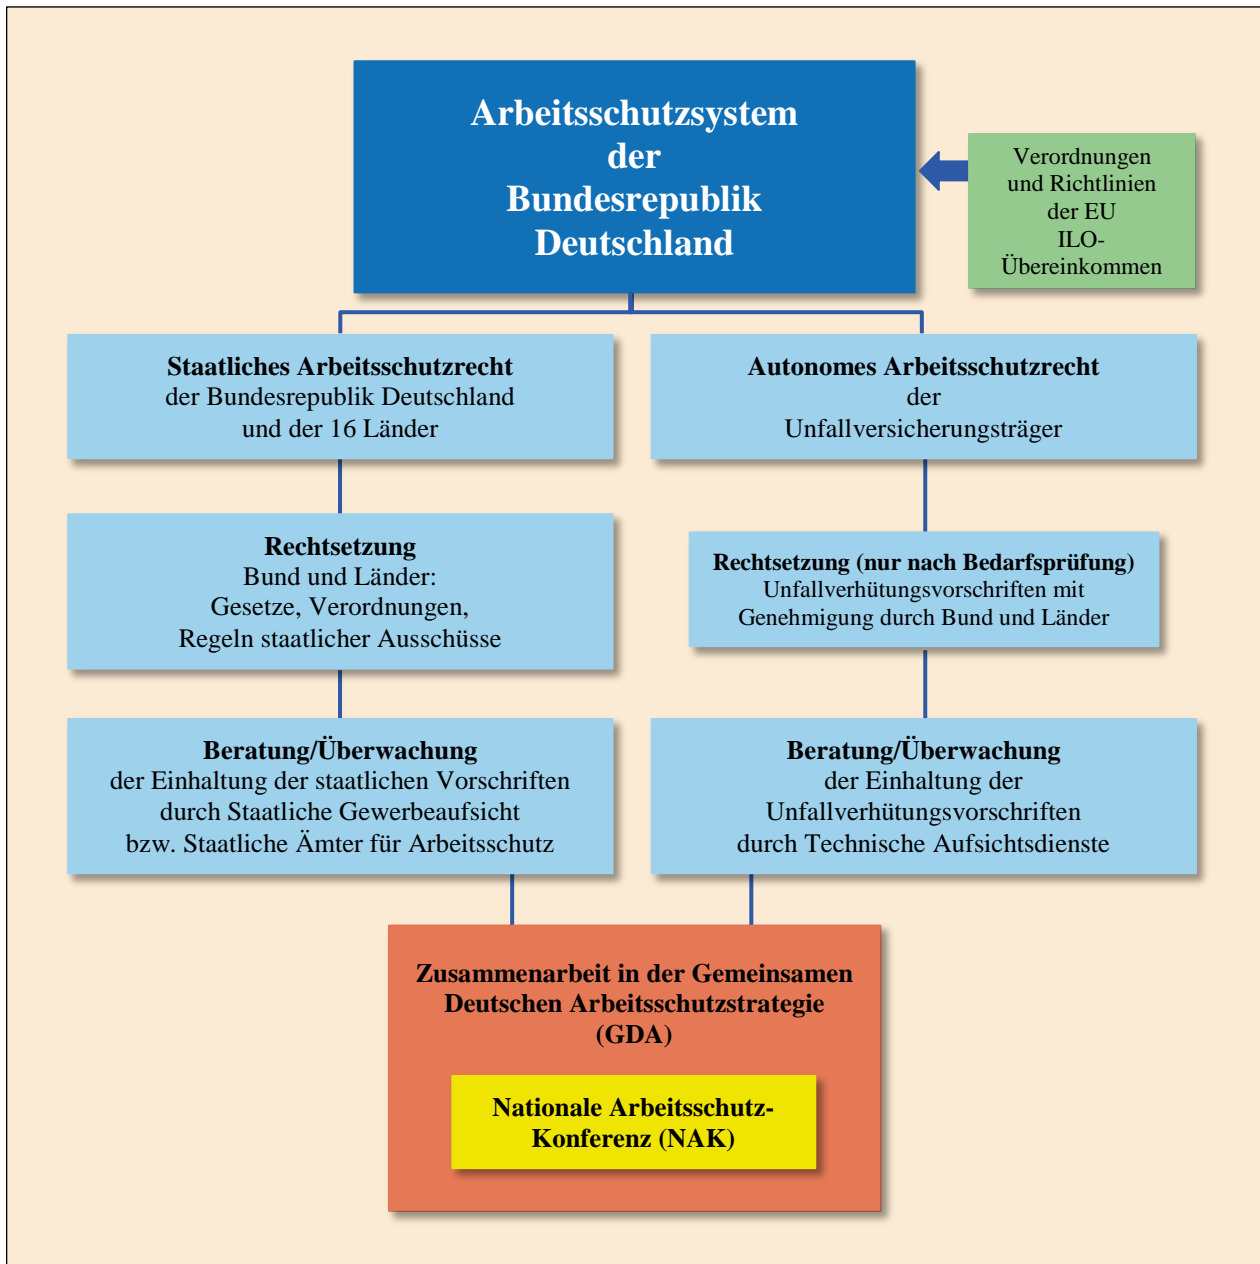 Arbeitsschutzsystem
der
Bundesrepublik
Deutschland
Verordnungen
und Richtlinien
der EU
ILO-
Übereinkommen
Staatliches Arbeitsschutzrecht
der Bundesrepublik Deutschland
und der 16 Länder
Autonomes Arbeitsschutzrecht
der
Unfallversicherungsträger
Rechtsetzung
Bund und Länder:
Gesetze, Verordnungen,
Regeln staatlicher Ausschüsse
Rechtsetzung (nur nach Bedarfsprüfung)
Unfallverhütungsvorschriften mit
Genehmigung durch Bund und Länder
Beratung/Überwachung
der Einhaltung der staatlichen Vorschriften
durch Staatliche Gewerbeaufsicht
bzw. Staatliche Ämter für Arbeitsschutz
Beratung/Überwachung
der Einhaltung der
Unfallverhütungsvorschriften
durch Technische Aufsichtsdienste
Zusammenarbeit in der Gemeinsamen
Deutschen Arbeitsschutzstrategie
(GDA)
Nationale Arbeitsschutz-
Konferenz (NAK)